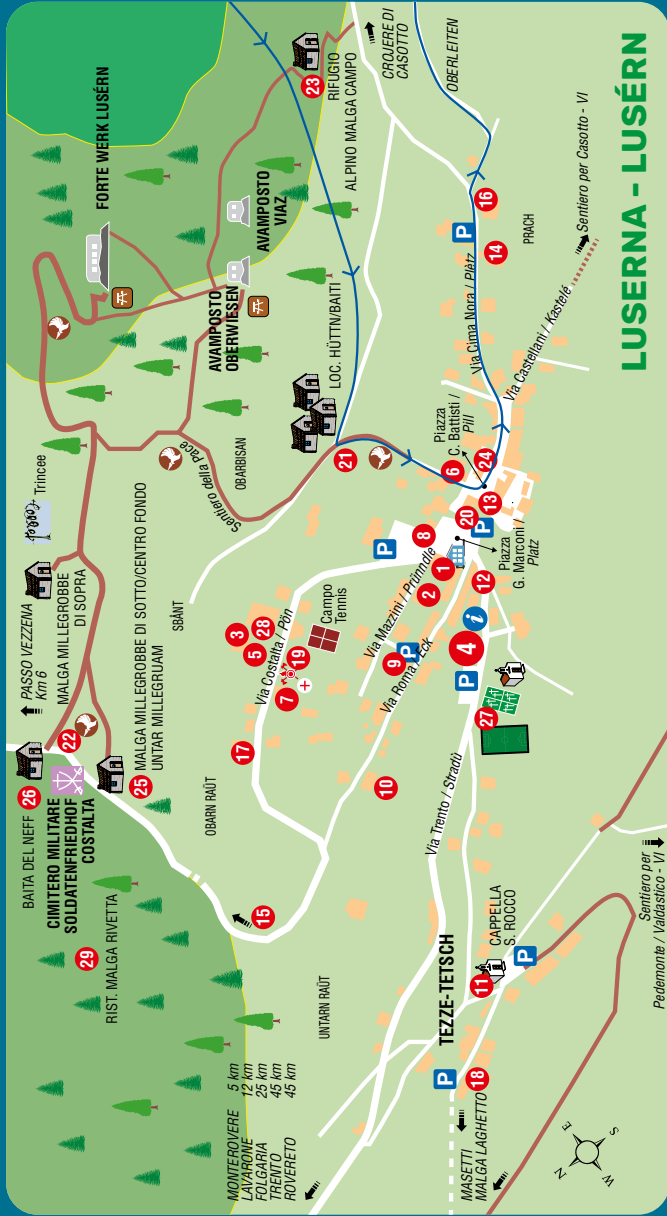 LUSERNA - LUSÉRN
BAITA DEL NEFF
26
CIMITERO MILITARE
SOLDATENFRIEDHOF
COSTALTA
22
PASSO VEZZENA
Km 6
MALGA MILLEGROBBE
DI SOPRA
Trincee
FORTE WERK LUSÉRN
AVAMPOSTO
VIAZ
AVAMPOSTO
OBERWIESEN
23
RIFUGIO
ALPINO MALGA CAMPO
CROJERE DI
CASOTTO
OBERLEITEN
29
RIST. MALGA RIVETTA
25
MALGA MILLEGROBBE DI SOTTO/CENTRO FONDO
UNTAR MILLEGRUAM
SBÄNT
OBARBISAN
Sentiero della Pace
LOC. HÜTTN/BAITI
21
15
OBARN RAÜT
UNTARN RAÜT
17
Via Costalta / Pön
3
28
5
19
7
+
Campo
Tennis
P
8
Via Mazzini / Prünndle
2
1
9
P
Via Roma / Eck
10
6
Piazza
C. Battisti /
Pill
24
13
20
P
Piazza
G. Marconi /
Platz
12
i
4
P
27
Via Trento / Stradü
Via Cima Nora / Plètz
P
16
14
PRACH
Via Castellani / Kastelé
Sentiero per Casotto - VI
MONTEROVERE 5 km
LAVARONE 12 km
FOLGARIA 25 km
TRENTO 45 km
ROVERETO 45 km
TEZZE-TETSCH
11
CAPPELLA
S. ROCCO
P
P
18
MASETTI
MALGA LAGHETTO
Sentiero per
Pedemonte / Valdastico - VI
N
E
S
W